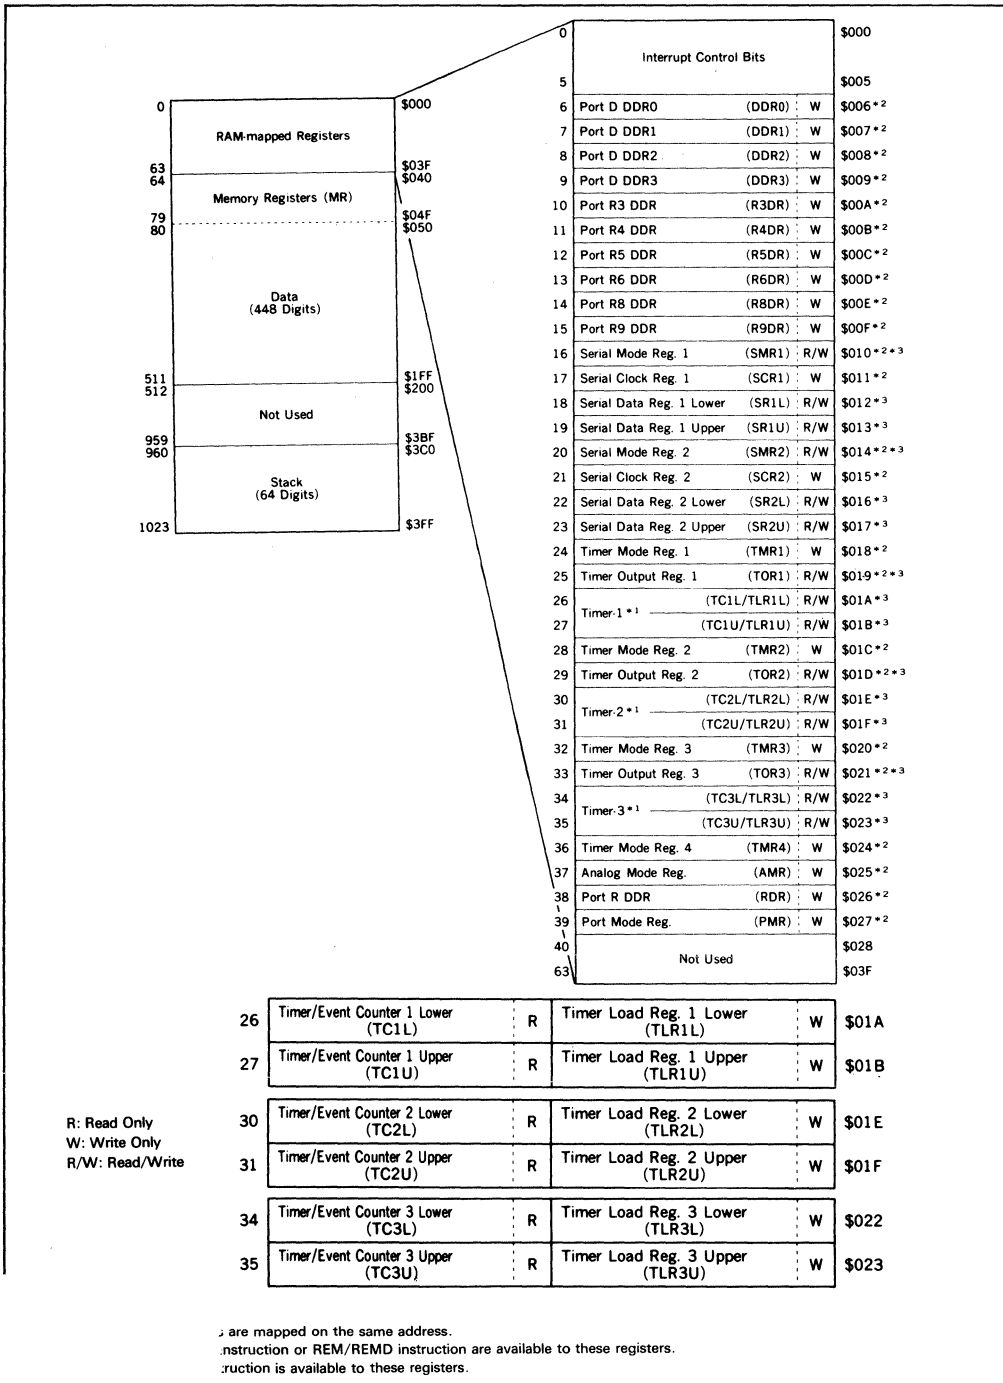 0 $000
RAM-mapped Registers
63 $03F
64 $040
Memory Registers (MR)
79 $04F
80 $050
Data
(448 Digits)
511 $1FF
512 $200
Not Used
959 $3BF
960 $3C0
Stack
(64 Digits)
1023 $3FF
0 $000
Interrupt Control Bits
5 $005
6 Port D DDR0 (DDR0) W $006*2
7 Port D DDR1 (DDR1) W $007*2
8 Port D DDR2 (DDR2) W $008*2
9 Port D DDR3 (DDR3) W $009*2
10 Port R3 DDR (R3DR) W $00A*2
11 Port R4 DDR (R4DR) W $00B*2
12 Port R5 DDR (R5DR) W $00C*2
13 Port R6 DDR (R6DR) W $00D*2
14 Port R8 DDR (R8DR) W $00E*2
15 Port R9 DDR (R9DR) W $00F*2
16 Serial Mode Reg. 1 (SMR1) R/W $010*2*3
17 Serial Clock Reg. 1 (SCR1) W $011*2
18 Serial Data Reg. 1 Lower (SR1L) R/W $012*3
19 Serial Data Reg. 1 Upper (SR1U) R/W $013*3
20 Serial Mode Reg. 2 (SMR2) R/W $014*2*3
21 Serial Clock Reg. 2 (SCR2) W $015*2
22 Serial Data Reg. 2 Lower (SR2L) R/W $016*3
23 Serial Data Reg. 2 Upper (SR2U) R/W $017*3
24 Timer Mode Reg. 1 (TMR1) W $018*2
25 Timer Output Reg. 1 (TOR1) R/W $019*2*3
26 (TC1L/TLR1L) R/W $01A*3
Timer-1*1
27 (TC1U/TLR1U) R/W $01B*3
28 Timer Mode Reg. 2 (TMR2) W $01C*2
29 Timer Output Reg. 2 (TOR2) R/W $01D*2*3
30 (TC2L/TLR2L) R/W $01E*3
Timer-2*1
31 (TC2U/TLR2U) R/W $01F*3
32 Timer Mode Reg. 3 (TMR3) W $020*2
33 Timer Output Reg. 3 (TOR3) R/W $021*2*3
34 (TC3L/TLR3L) R/W $022*3
Timer-3*1
35 (TC3U/TLR3U) R/W $023*3
36 Timer Mode Reg. 4 (TMR4) W $024*2
37 Analog Mode Reg. (AMR) W $025*2
38 Port R DDR (RDR) W $026*2
39 Port Mode Reg. (PMR) W $027*2
40 $028
Not Used
63 $03F
26 Timer/Event Counter 1 Lower (TC1L) R Timer Load Reg. 1 Lower (TLR1L) W $01A
27 Timer/Event Counter 1 Upper (TC1U) R Timer Load Reg. 1 Upper (TLR1U) W $01B
30 Timer/Event Counter 2 Lower (TC2L) R Timer Load Reg. 2 Lower (TLR2L) W $01E
31 Timer/Event Counter 2 Upper (TC2U) R Timer Load Reg. 2 Upper (TLR2U) W $01F
34 Timer/Event Counter 3 Lower (TC3L) R Timer Load Reg. 3 Lower (TLR3L) W $022
35 Timer/Event Counter 3 Upper (TC3U) R Timer Load Reg. 3 Upper (TLR3U) W $023
R: Read Only
W: Write Only
R/W: Read/Write
are mapped on the same address.
nstruction or REM/REMD instruction are available to these registers.
ruction is available to these registers.